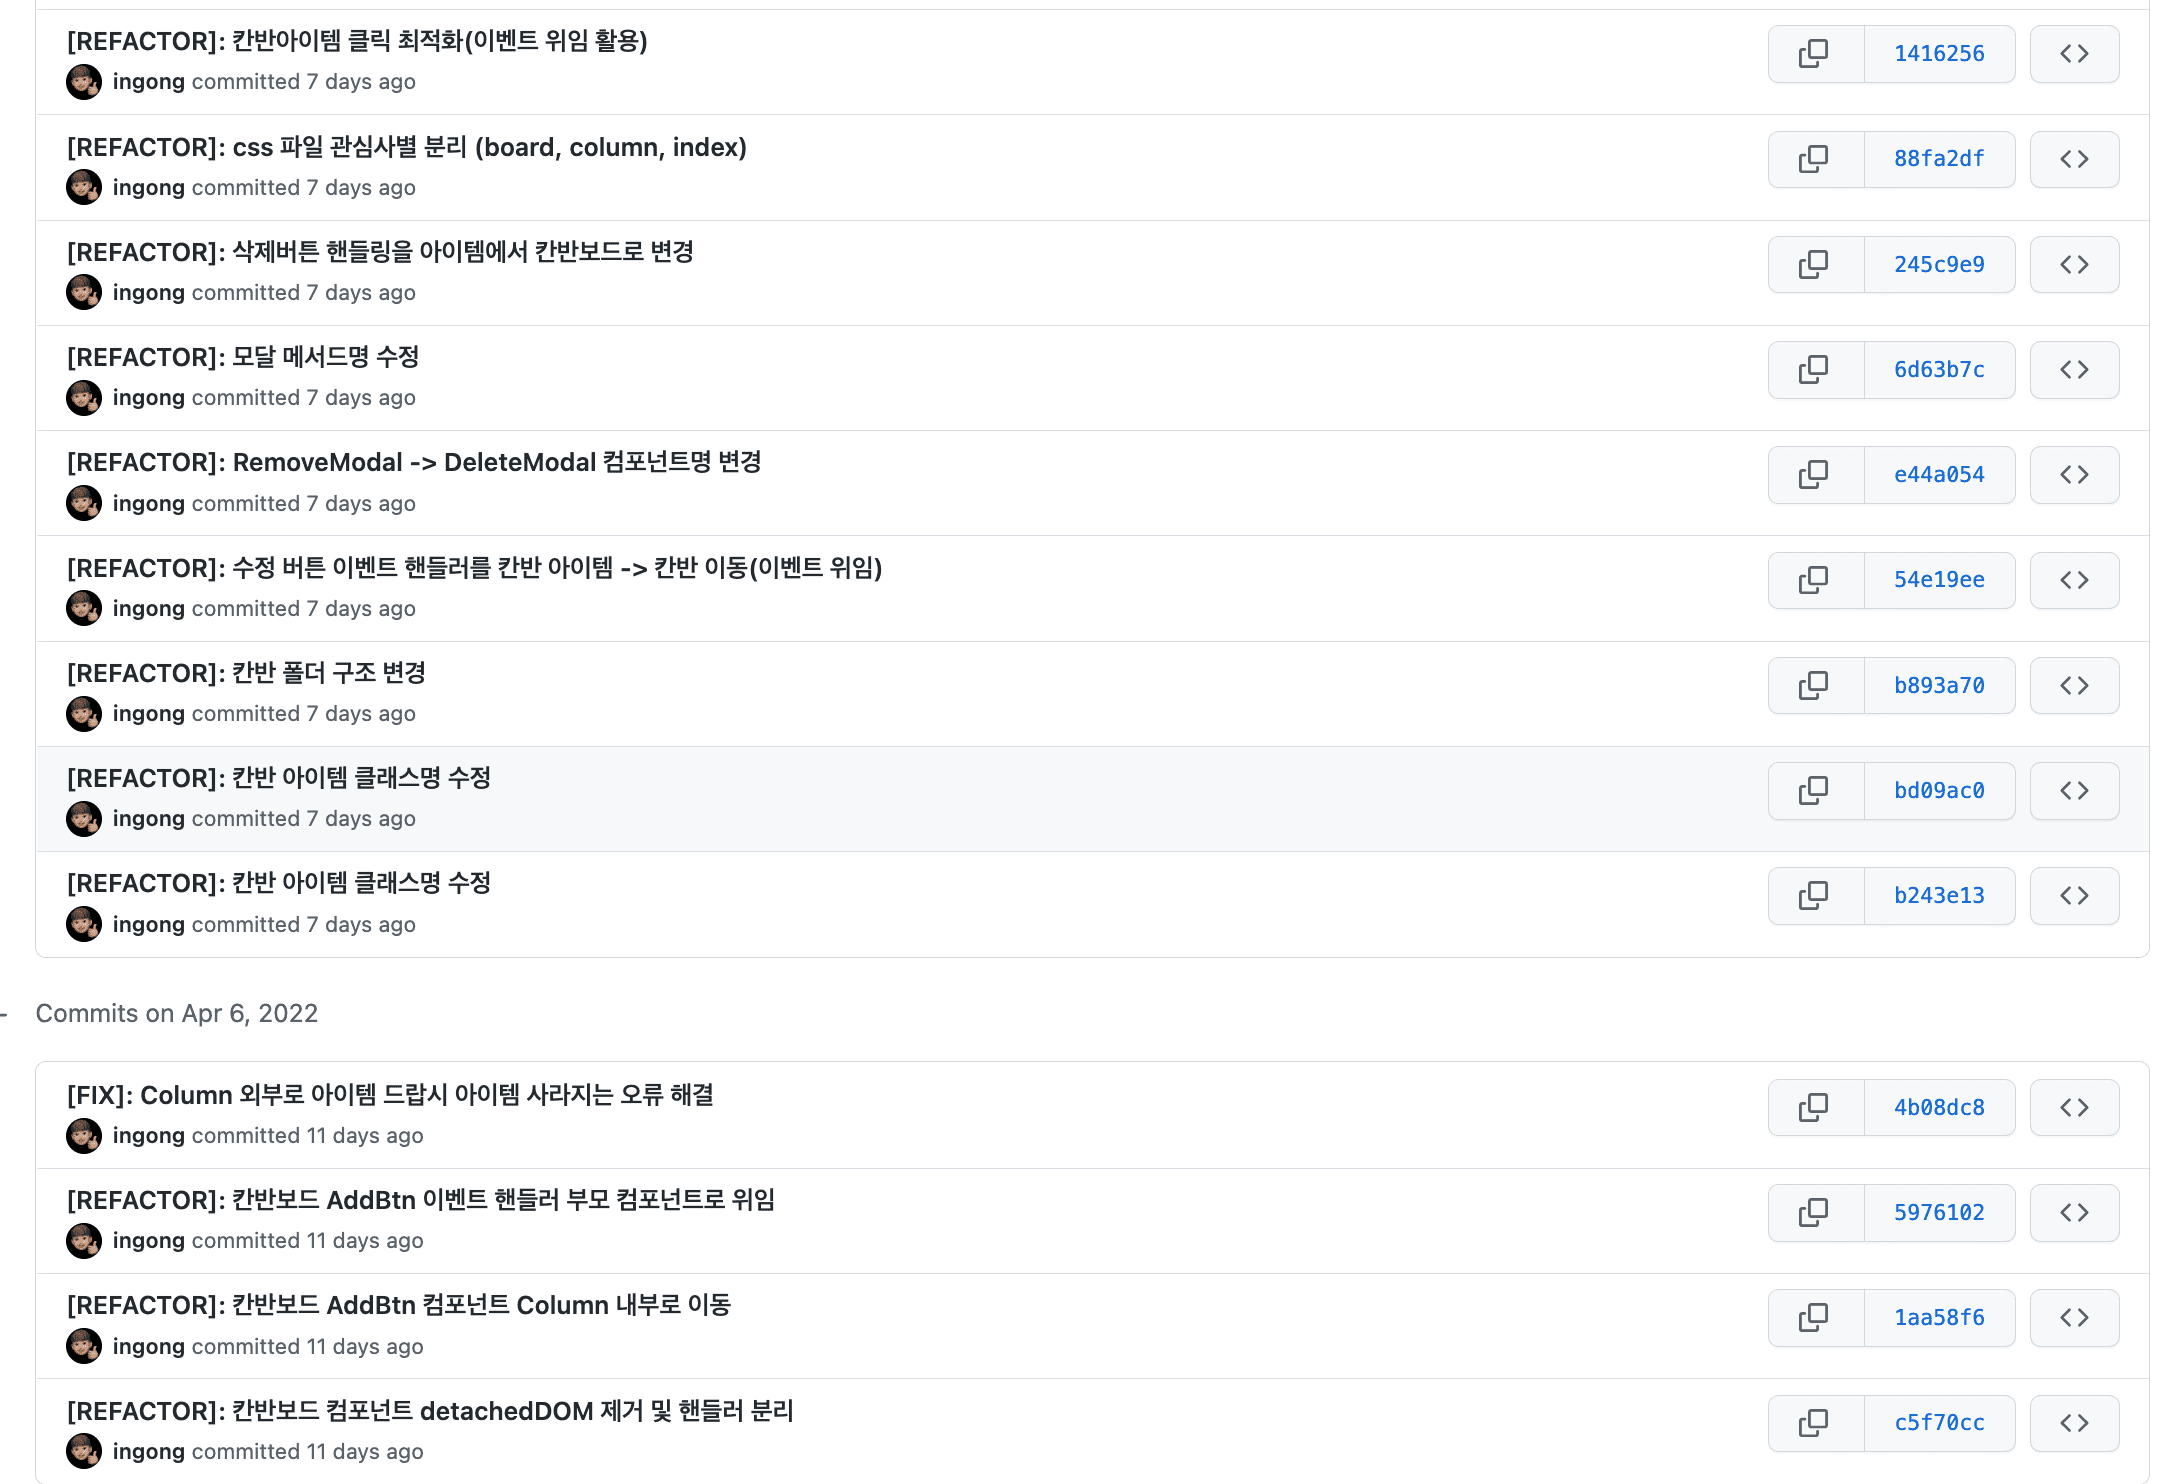 [REFACTOR]: 칸반아이템 클릭 최적화(이벤트 위임 활용)
1416256
ingong committed 7 days ago
[REFACTOR]: css 파일 관심사별 분리 (board, column, index)
88fa2df
ingong committed 7 days ago
[REFACTOR]: 삭제버튼 핸들링을 아이템에서 칸반보드로 변경
245c9e9
ingong committed 7 days ago
[REFACTOR]: 모달 메서드명 수정
6d63b7c
ingong committed 7 days ago
[REFACTOR]: RemoveModal -> DeleteModal 컴포넌트명 변경
e44a054
ingong committed 7 days ago
[REFACTOR]: 수정 버튼 이벤트 핸들러를 칸반 아이템 -> 칸반 이동(이벤트 위임)
54e19ee
ingong committed 7 days ago
[REFACTOR]: 칸반 폴더 구조 변경
b893a70
ingong committed 7 days ago
[REFACTOR]: 칸반 아이템 클래스명 수정
bd09ac0
ingong committed 7 days ago
[REFACTOR]: 칸반 아이템 클래스명 수정
b243e13
ingong committed 7 days ago
Commits on Apr 6, 2022
[FIX]: Column 외부로 아이템 드랍시 아이템 사라지는 오류 해결
4b08dc8
ingong committed 11 days ago
[REFACTOR]: 칸반보드 AddBtn 이벤트 핸들러 부모 컴포넌트로 위임
5976102
ingong committed 11 days ago
[REFACTOR]: 칸반보드 AddBtn 컴포넌트 Column 내부로 이동
1aa58f6
ingong committed 11 days ago
[REFACTOR]: 칸반보드 컴포넌트 detachedDOM 제거 및 핸들러 분리
c5f70cc
ingong committed 11 days ago